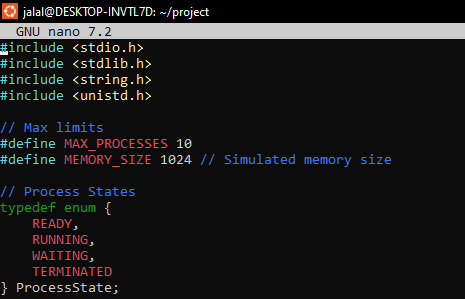 jalal@DESKTOP-INVTL7D: ~/project
GNU nano 7.2
#include <stdio.h>
#include <stdlib.h>
#include <string.h>
#include <unistd.h>
// Max limits
#define MAX_PROCESSES 10
#define MEMORY_SIZE 1024 // Simulated memory size
// Process States
typedef enum {
    READY,
    RUNNING,
    WAITING,
    TERMINATED
} ProcessState;